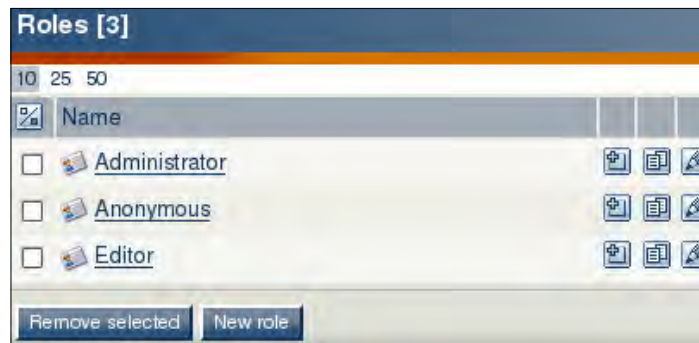 Roles [3]
10 25 50
Name
Administrator
Anonymous
Editor
Remove selected New role